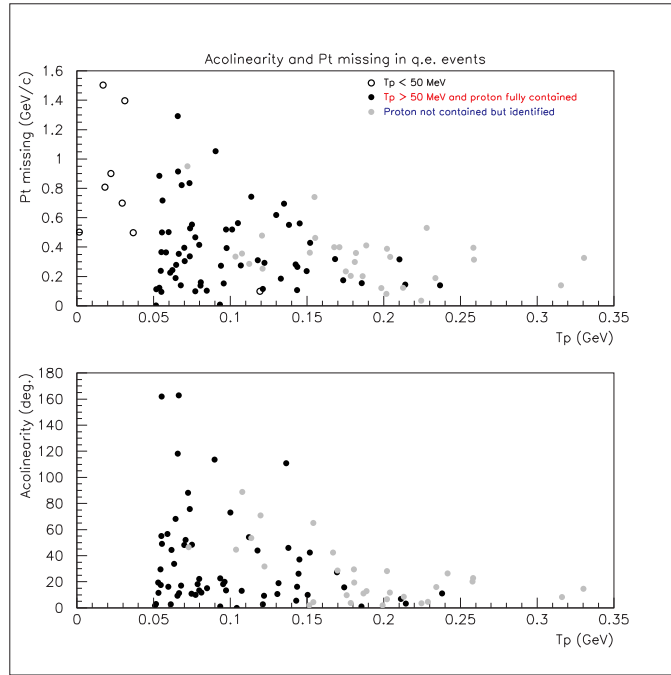 Acolinearity and Pt missing in q.e. events
Pt missing (GeV/c)
1.6
1.4
1.2
1
0.8
0.6
0.4
0.2
0
Tp < 50 MeV
Tp > 50 MeV and proton fully contained
Proton not contained but identified
0 0.05 0.1 0.15 0.2 0.25 0.3 0.35
Tp (GeV)
Acolinearity (deg.)
180
160
140
120
100
80
60
40
20
0
0 0.05 0.1 0.15 0.2 0.25 0.3 0.35
Tp (GeV)